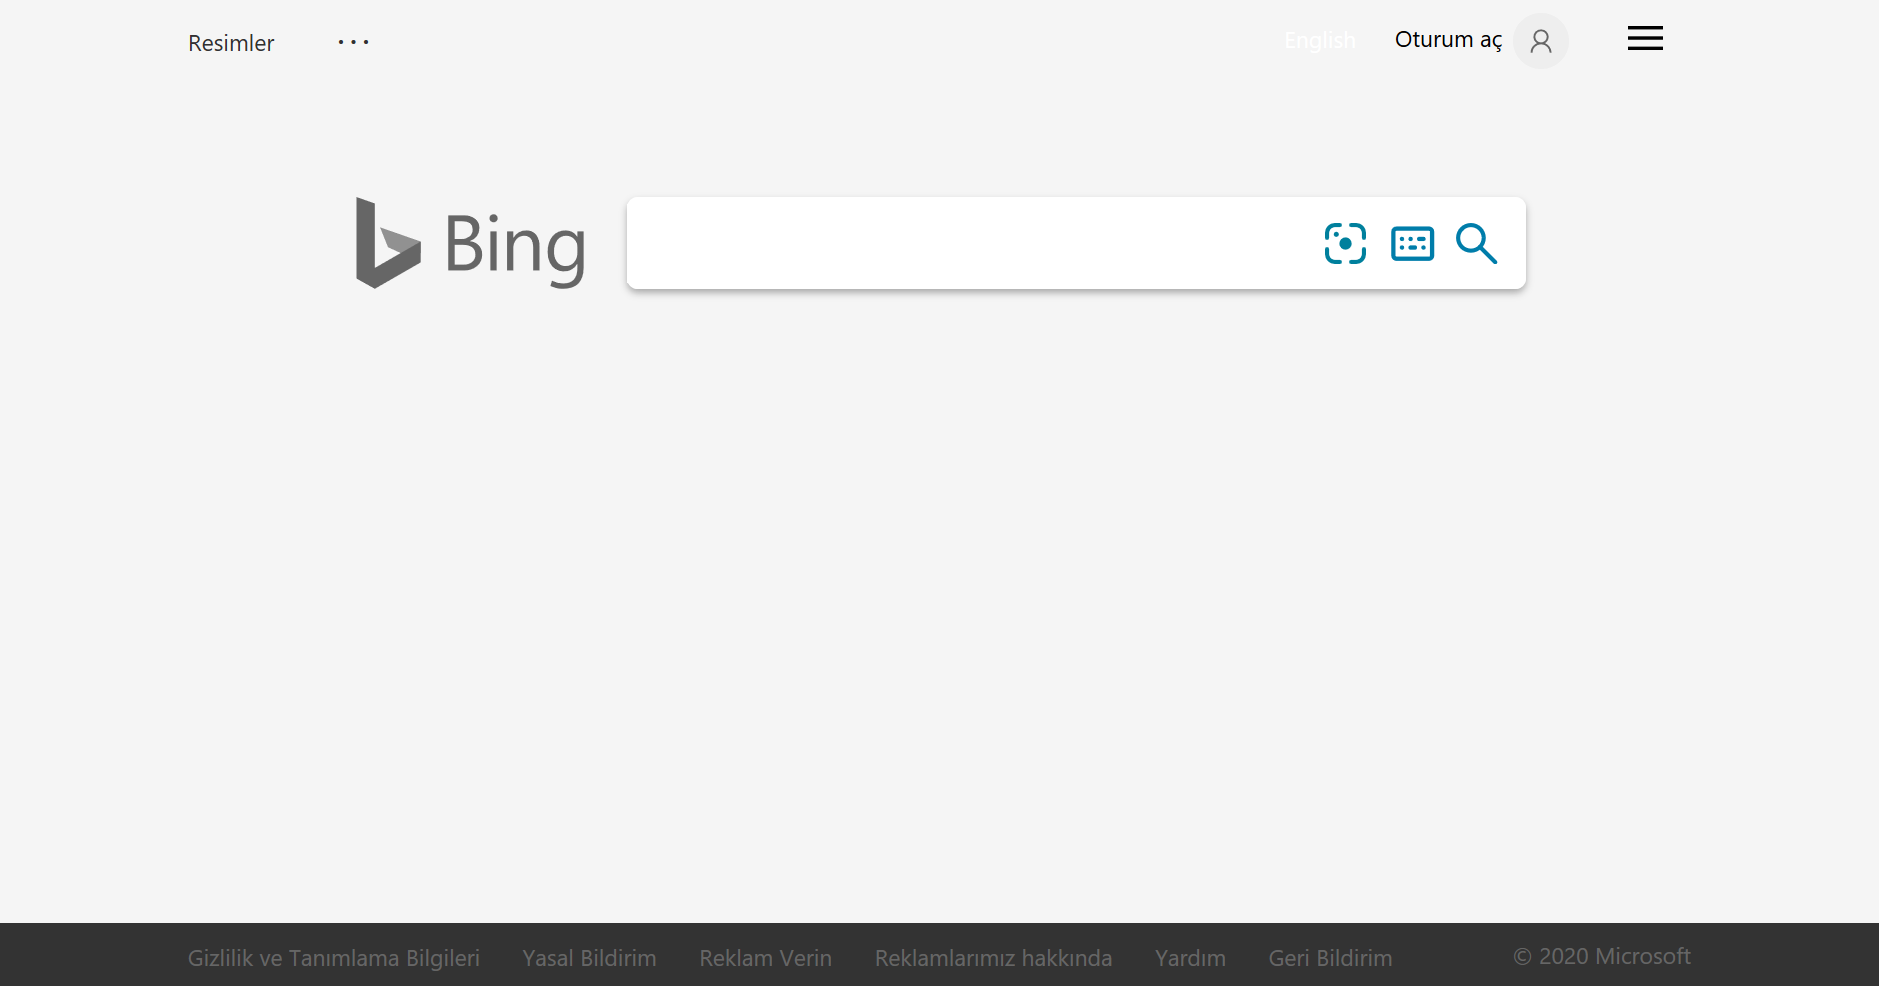 Resimler
English
Oturum aç
Bing
Gizlilik ve Tanımlama Bilgileri
Yasal Bildirim
Reklam Verin
Reklamlarımız hakkında
Yardım
Geri Bildirim
© 2020 Microsoft